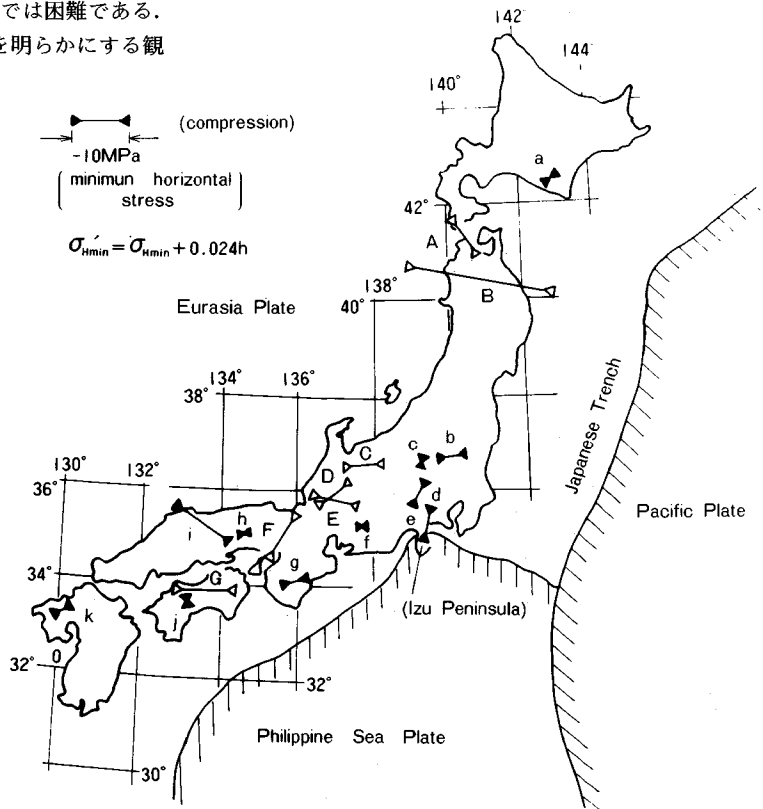 では困難である.
を明らかにする観
(compression)
-10MPa
minimun horizontal
stress
σ′Hmin = σHmin + 0.024h
Eurasia Plate
Japanese Trench
Pacific Plate
(Izu Peninsula)
Philippine Sea Plate
142°
144°
140°
42°
138°
40°
134°
136°
38°
130°
132°
36°
34°
32°
0
32°
30°
a
A
B
c
b
C
D
d
E
e
f
h
F
i
g
G
j
k